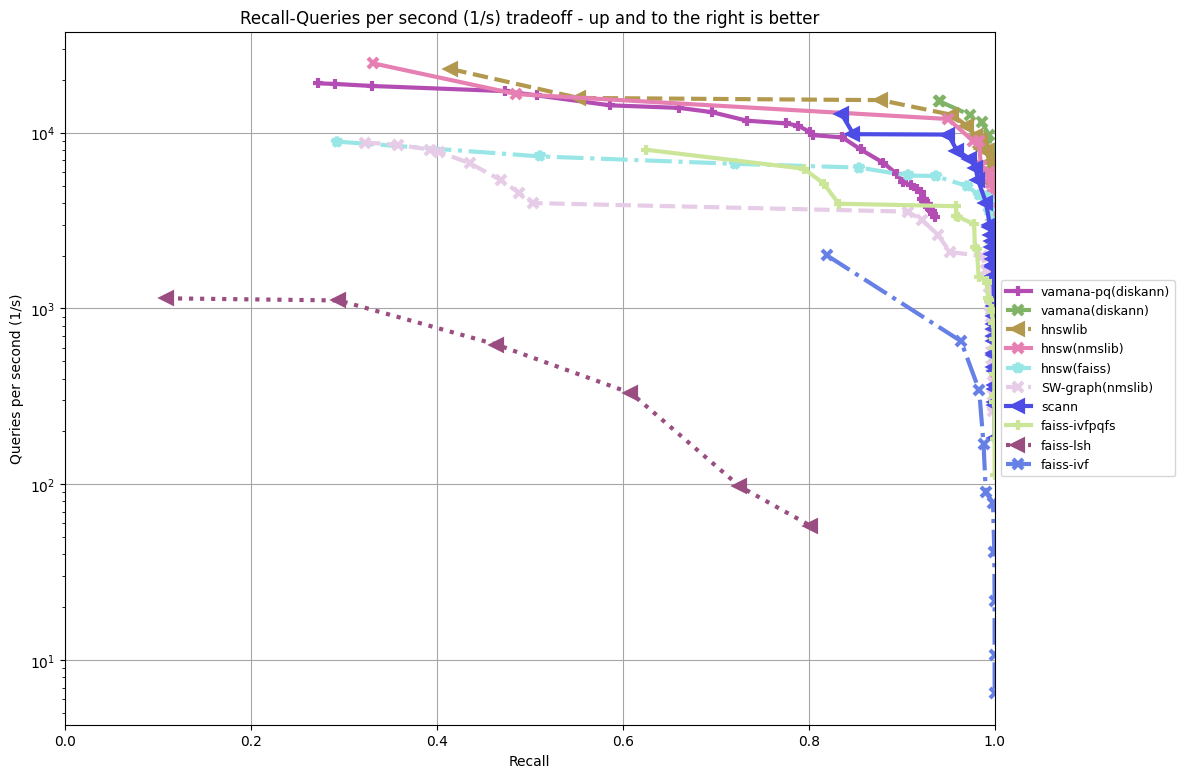 Recall-Queries per second (1/s) tradeoff - up and to the right is better
Queries per second (1/s)
10^4
10^3
10^2
10^1
0.0 0.2 0.4 0.6 0.8 1.0
Recall
vamana-pq(diskann)
vamana(diskann)
hnswlib
hnsw(nmslib)
hnsw(faiss)
SW-graph(nmslib)
scann
faiss-ivfpqfs
faiss-lsh
faiss-ivf